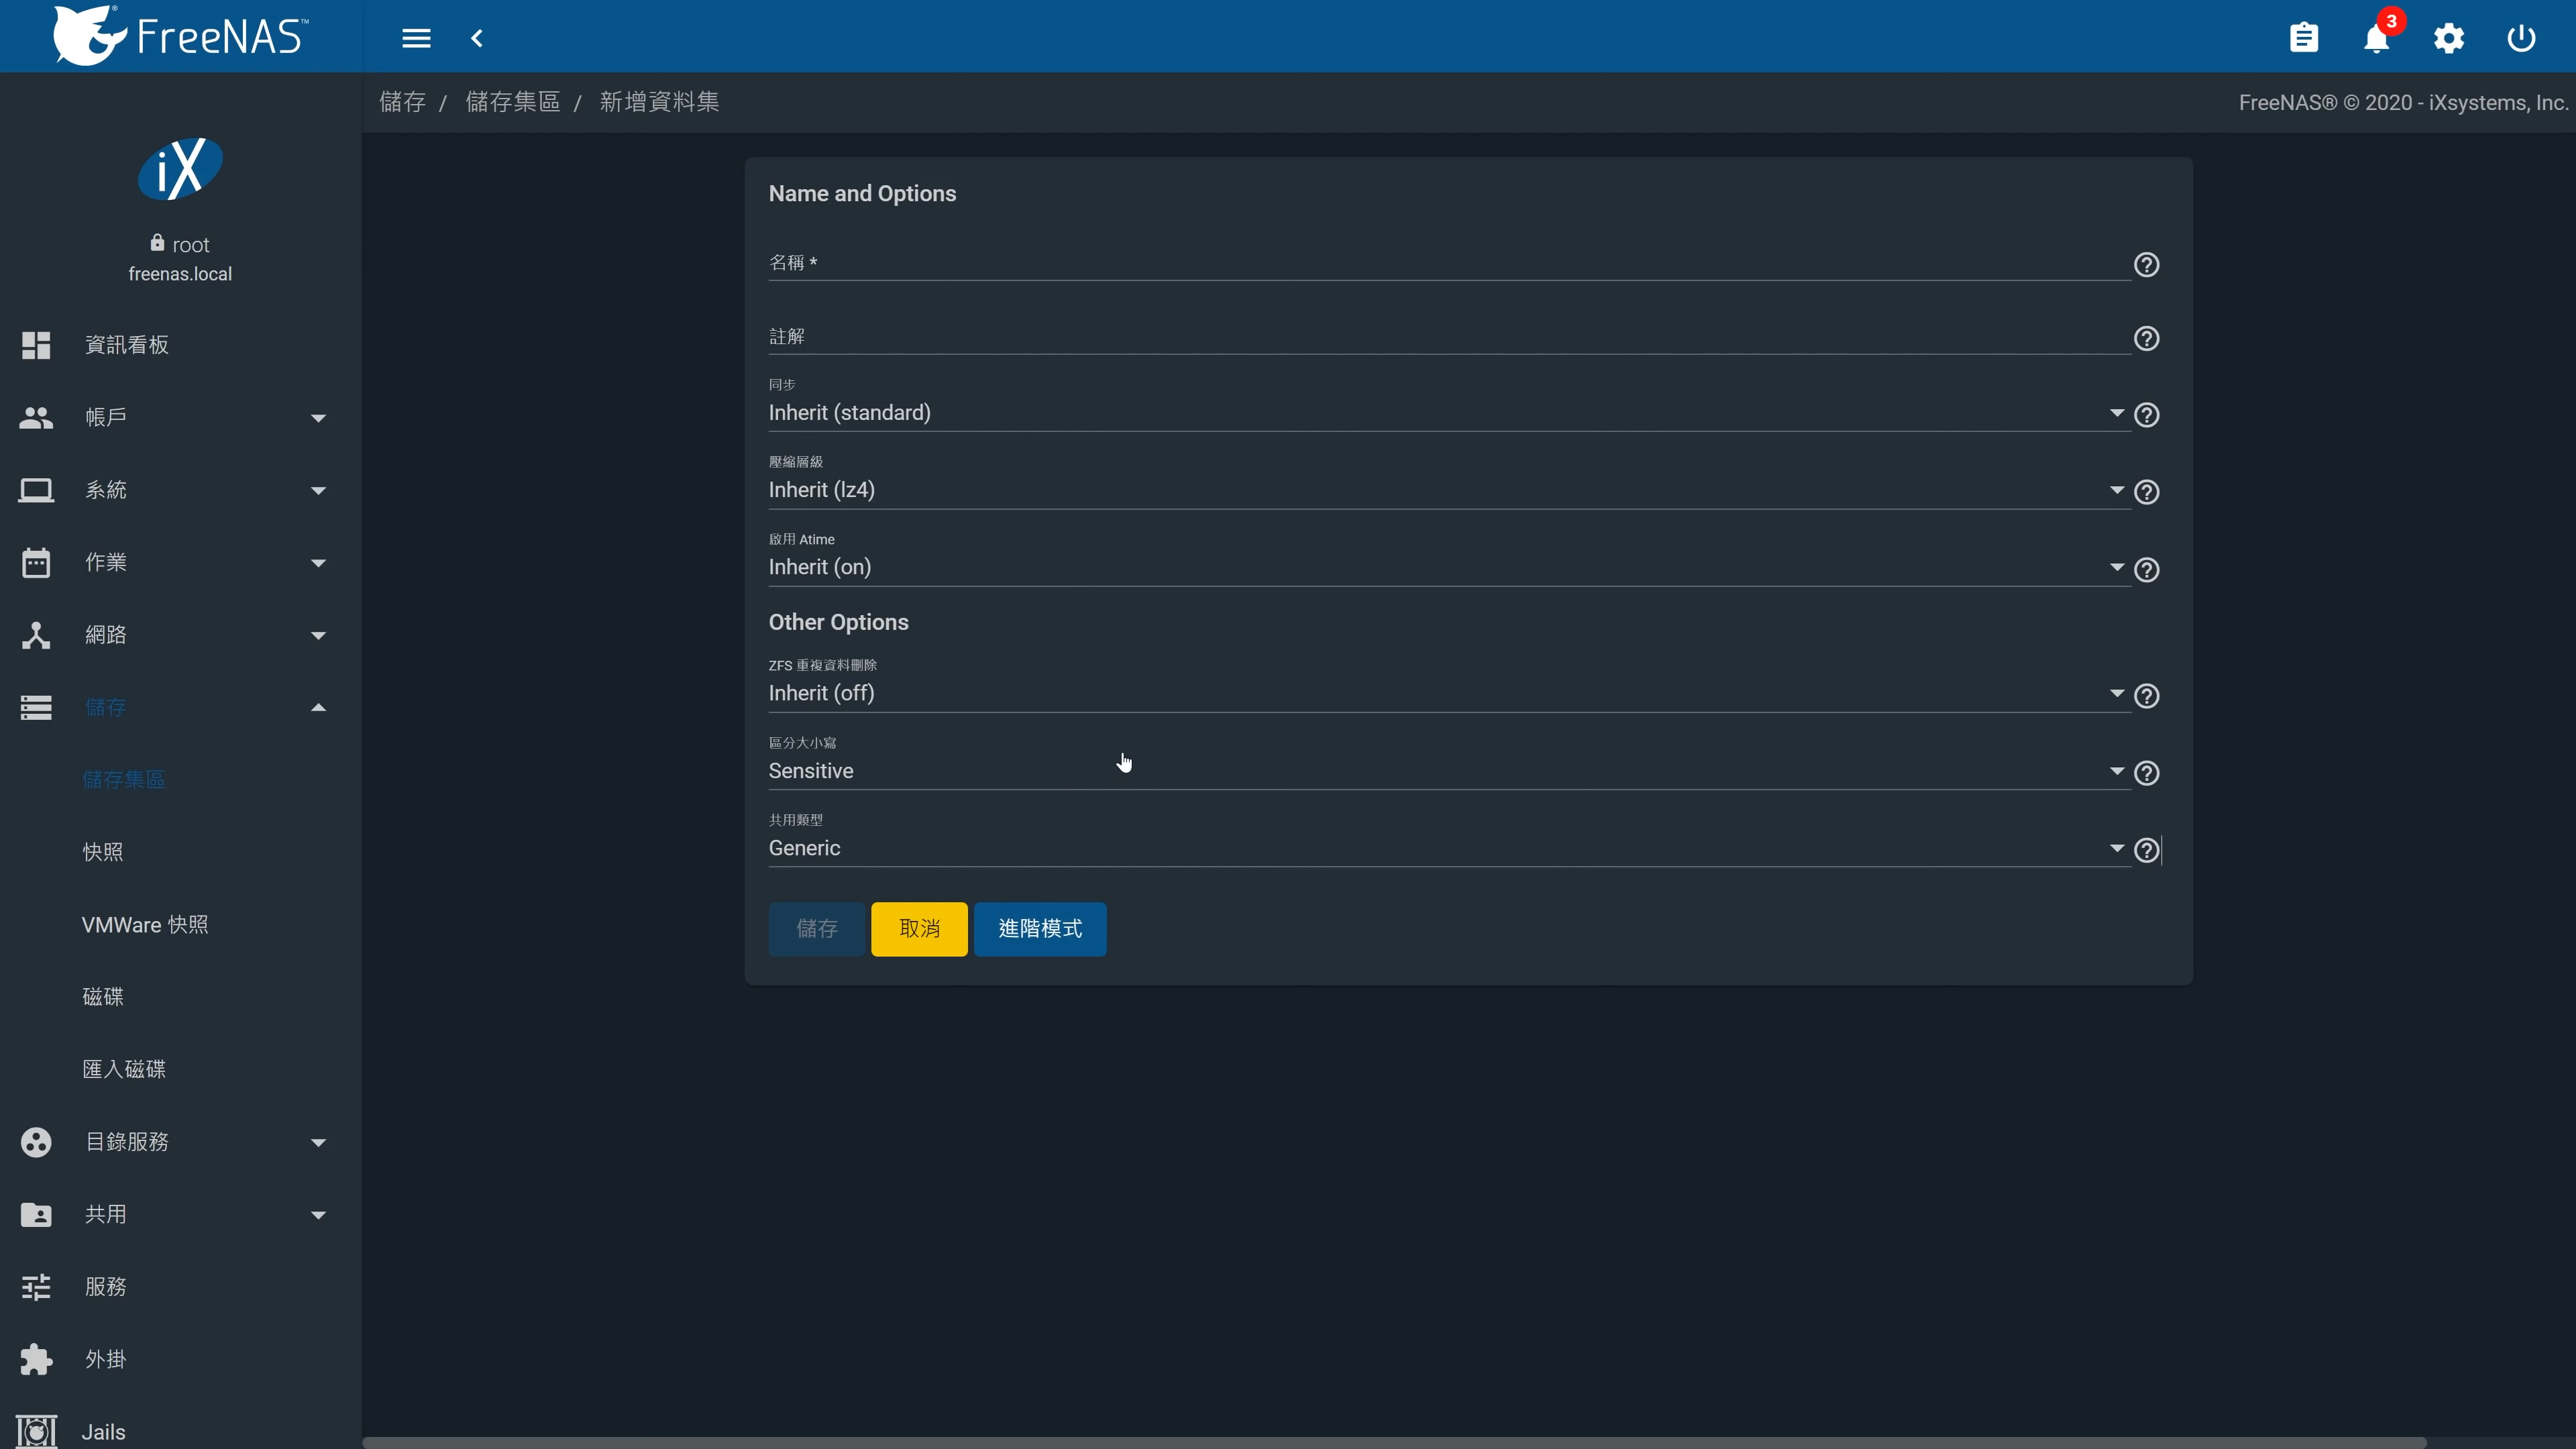 FreeNAS®™
3
儲存 / 儲存集區 / 新增資料集
FreeNAS® © 2020 - iXsystems, Inc.
iX
root
freenas.local
資訊看板
帳戶
系統
作業
網路
儲存
儲存集區
快照
VMWare 快照
磁碟
匯入磁碟
目錄服務
共用
服務
外掛
Jails
Name and Options
名稱 *
註解
同步
Inherit (standard)
壓縮層級
Inherit (lz4)
啟用 Atime
Inherit (on)
Other Options
ZFS 重複資料刪除
Inherit (off)
區分大小寫
Sensitive
共用類型
Generic
儲存 取消 進階模式